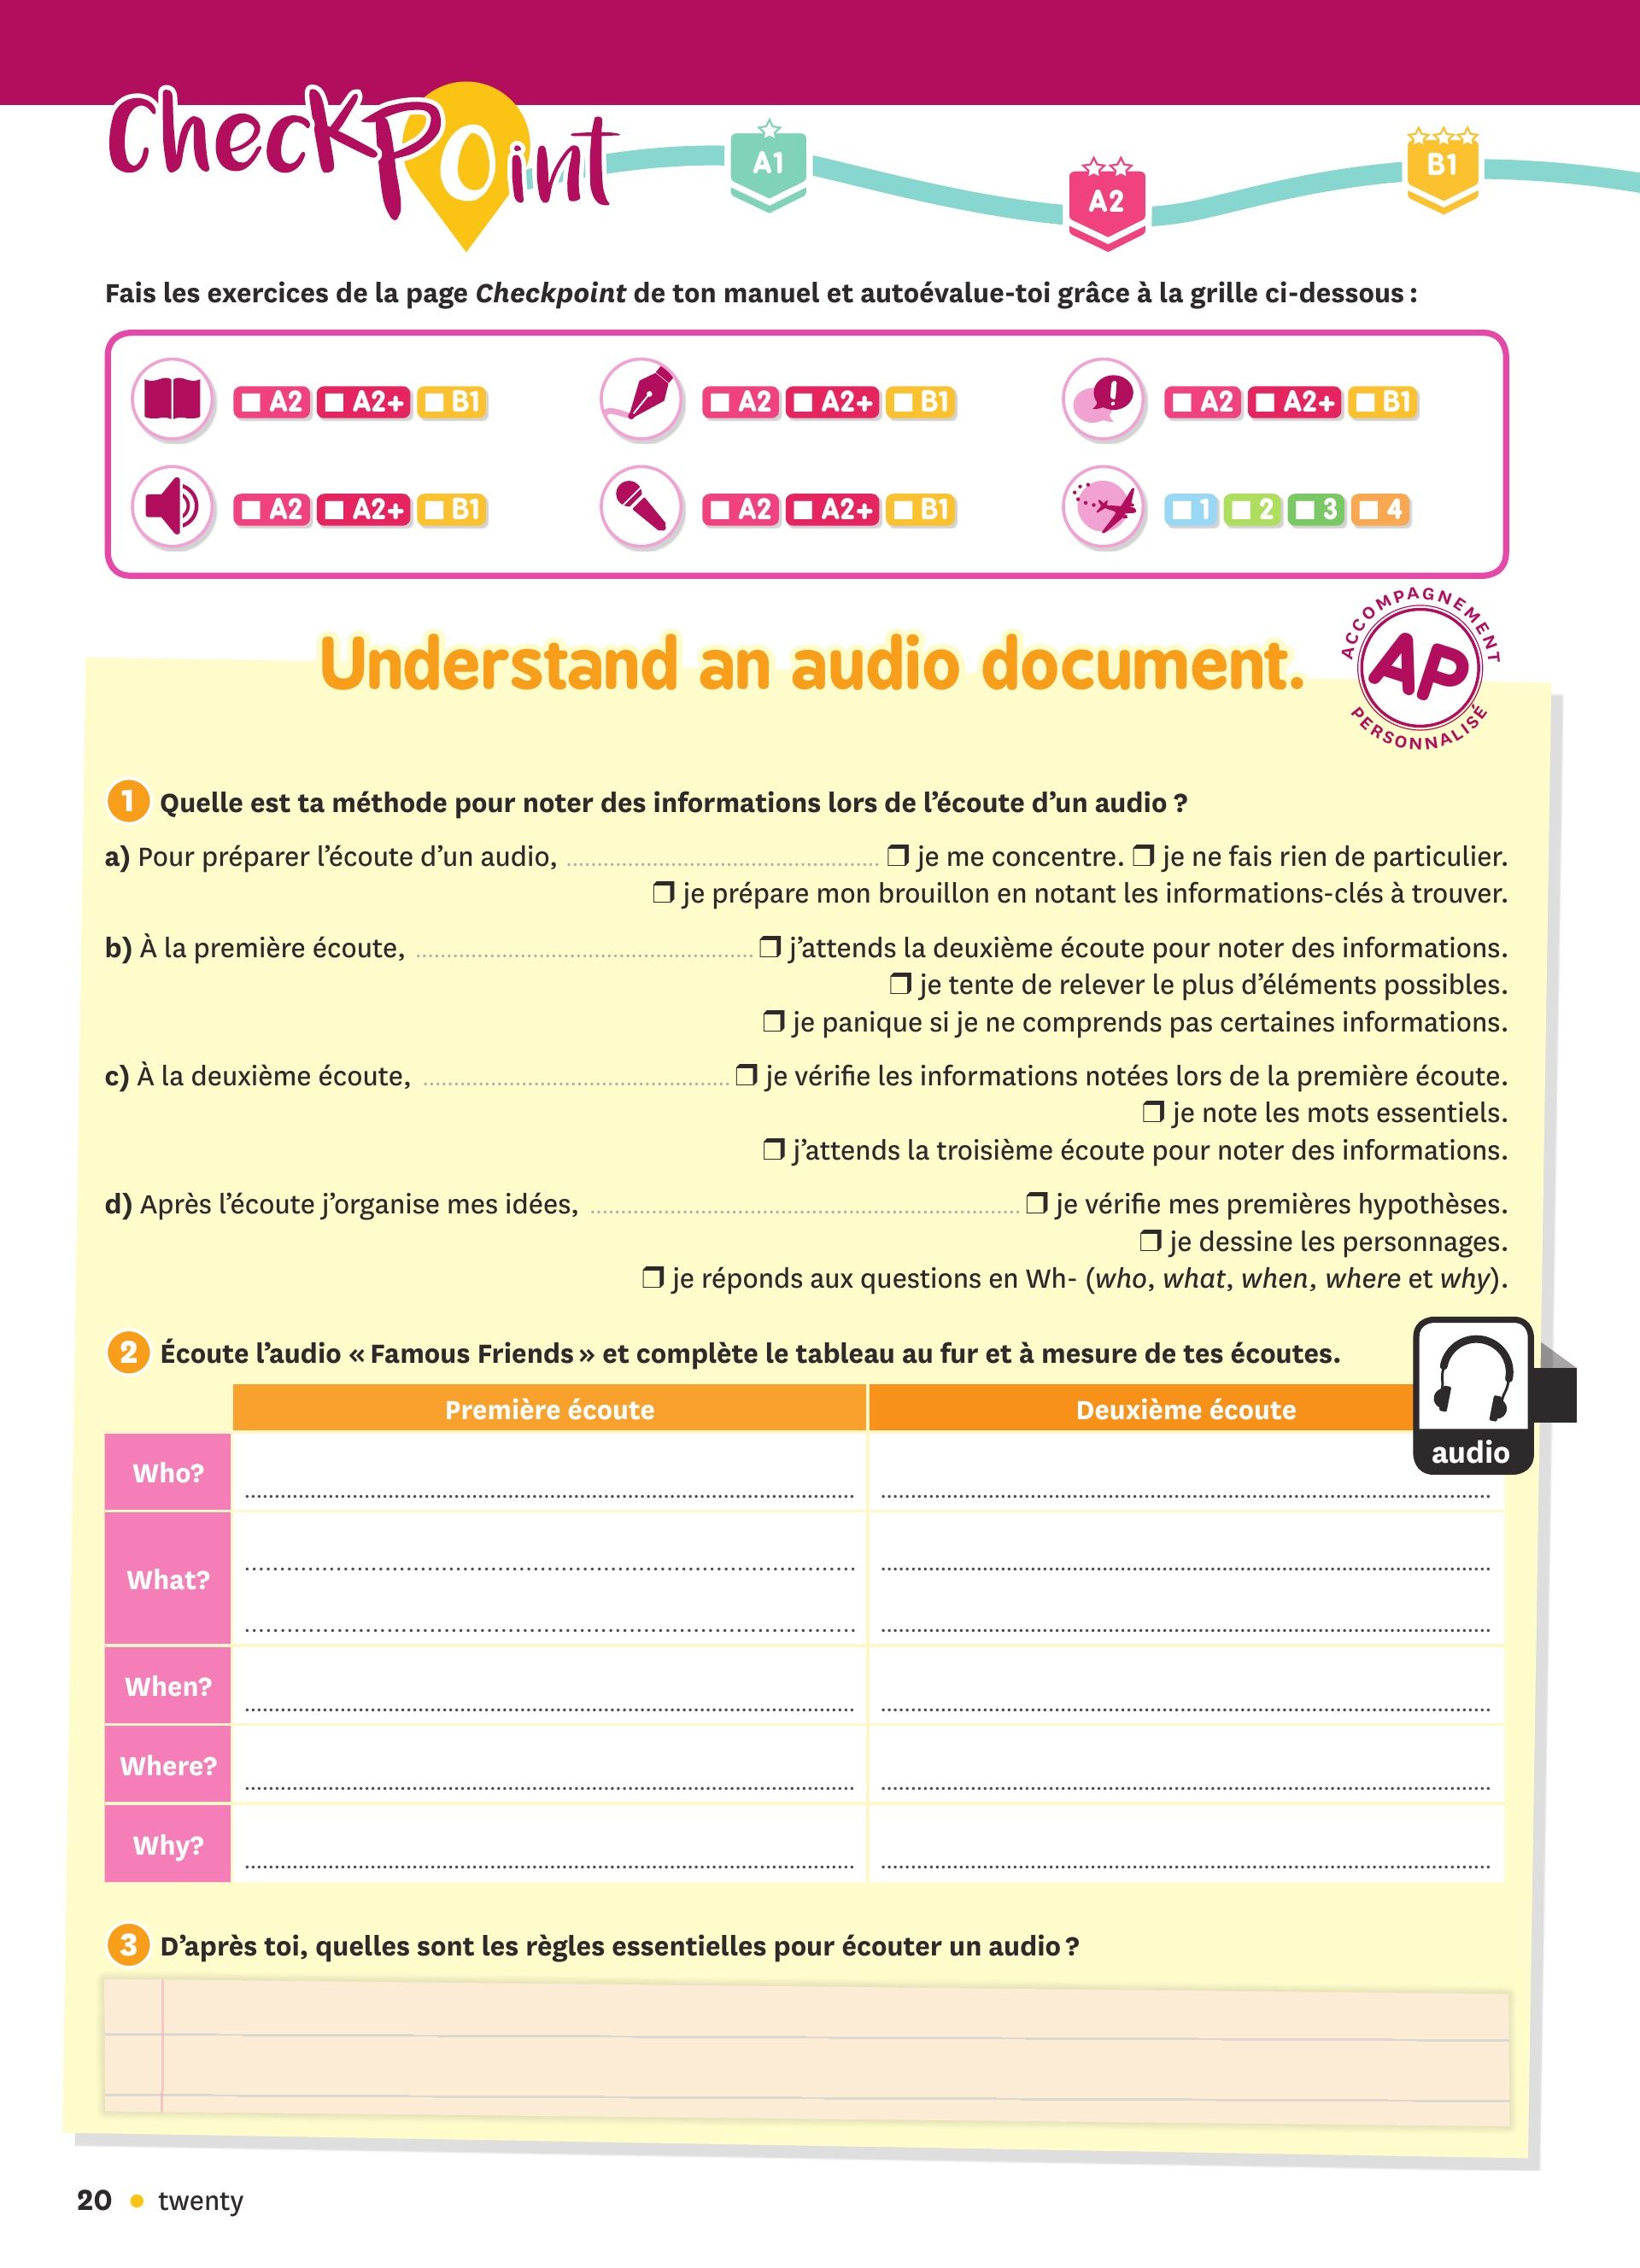 CheckPoint
A1
A2
B1
Fais les exercices de la page Checkpoint de ton manuel et autoévalue-toi grâce à la grille ci-dessous :
A2 A2+ B1
A2 A2+ B1
A2 A2+ B1
A2 A2+ B1
A2 A2+ B1
1 2 3 4
Understand an audio document.
ACCOMPAGNEMENT
AP
PERSONNALISÉ
1 Quelle est ta méthode pour noter des informations lors de l'écoute d'un audio ?
a) Pour préparer l'écoute d'un audio, ........ ❒ je me concentre. ❒ je ne fais rien de particulier.
❒ je prépare mon brouillon en notant les informations-clés à trouver.
b) À la première écoute, ........ ❒ j'attends la deuxième écoute pour noter des informations.
❒ je tente de relever le plus d'éléments possibles.
❒ je panique si je ne comprends pas certaines informations.
c) À la deuxième écoute, ........ ❒ je vérifie les informations notées lors de la première écoute.
❒ je note les mots essentiels.
❒ j'attends la troisième écoute pour noter des informations.
d) Après l'écoute j'organise mes idées, ........ ❒ je vérifie mes premières hypothèses.
❒ je dessine les personnages.
❒ je réponds aux questions en Wh- (who, what, when, where et why).
2 Écoute l'audio « Famous Friends » et complète le tableau au fur et à mesure de tes écoutes.
audio
Première écoute Deuxième écoute
Who?
What?
When?
Where?
Why?
3 D'après toi, quelles sont les règles essentielles pour écouter un audio ?
20 • twenty